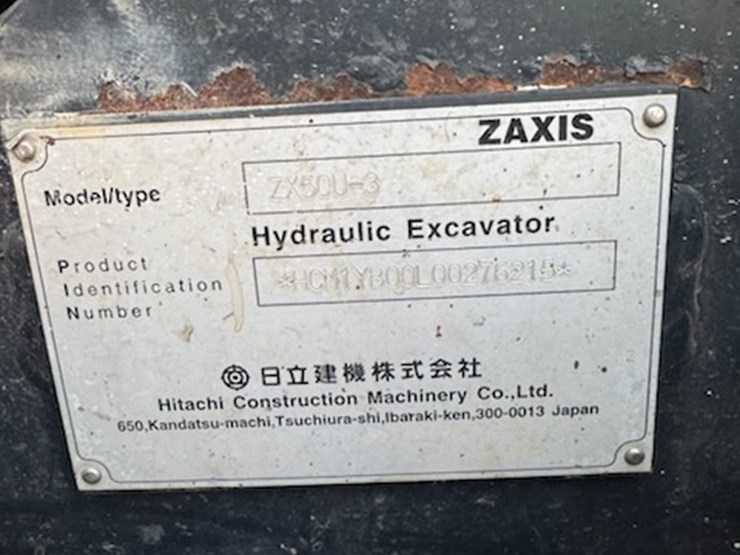 ZAXIS
Model/type ZX50U-3
Hydraulic Excavator
Product
Identification
Number
日立建機株式会社
Hitachi Construction Machinery Co.,Ltd.
650,Kandatsu-machi,Tsuchiura-shi,Ibaraki-ken,300-0013 Japan